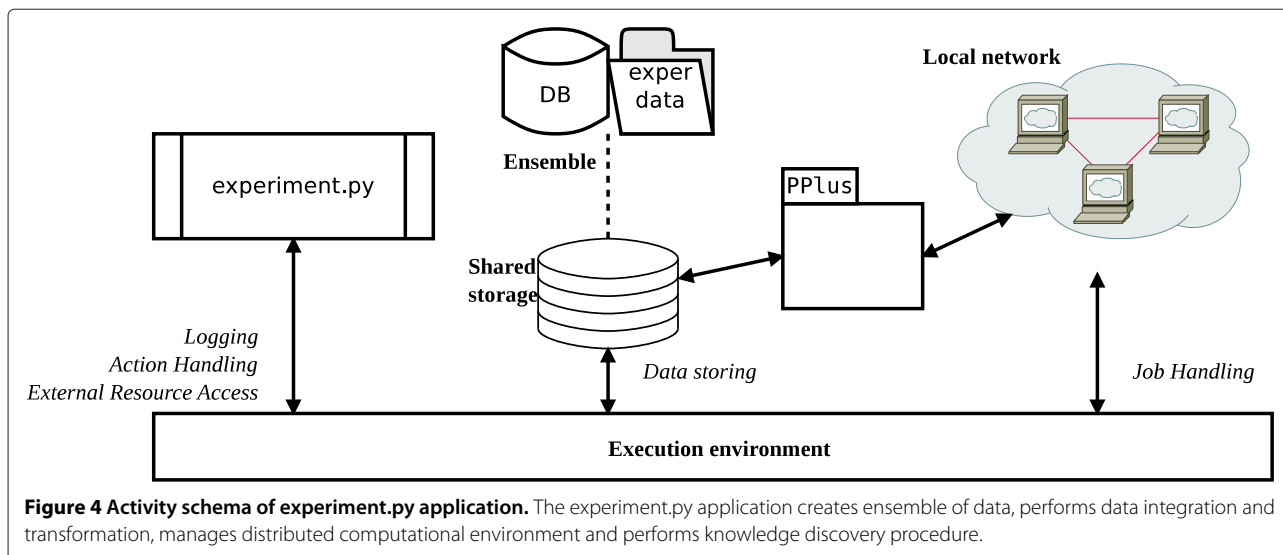 Local network
DB
exper
data
Ensemble
experiment.py
PPlus
Shared
storage
Logging
Action Handling
External Resource Access
Data storing
Job Handling
Execution environment
Figure 4 Activity schema of experiment.py application. The experiment.py application creates ensemble of data, performs data integration and
transformation, manages distributed computational environment and performs knowledge discovery procedure.